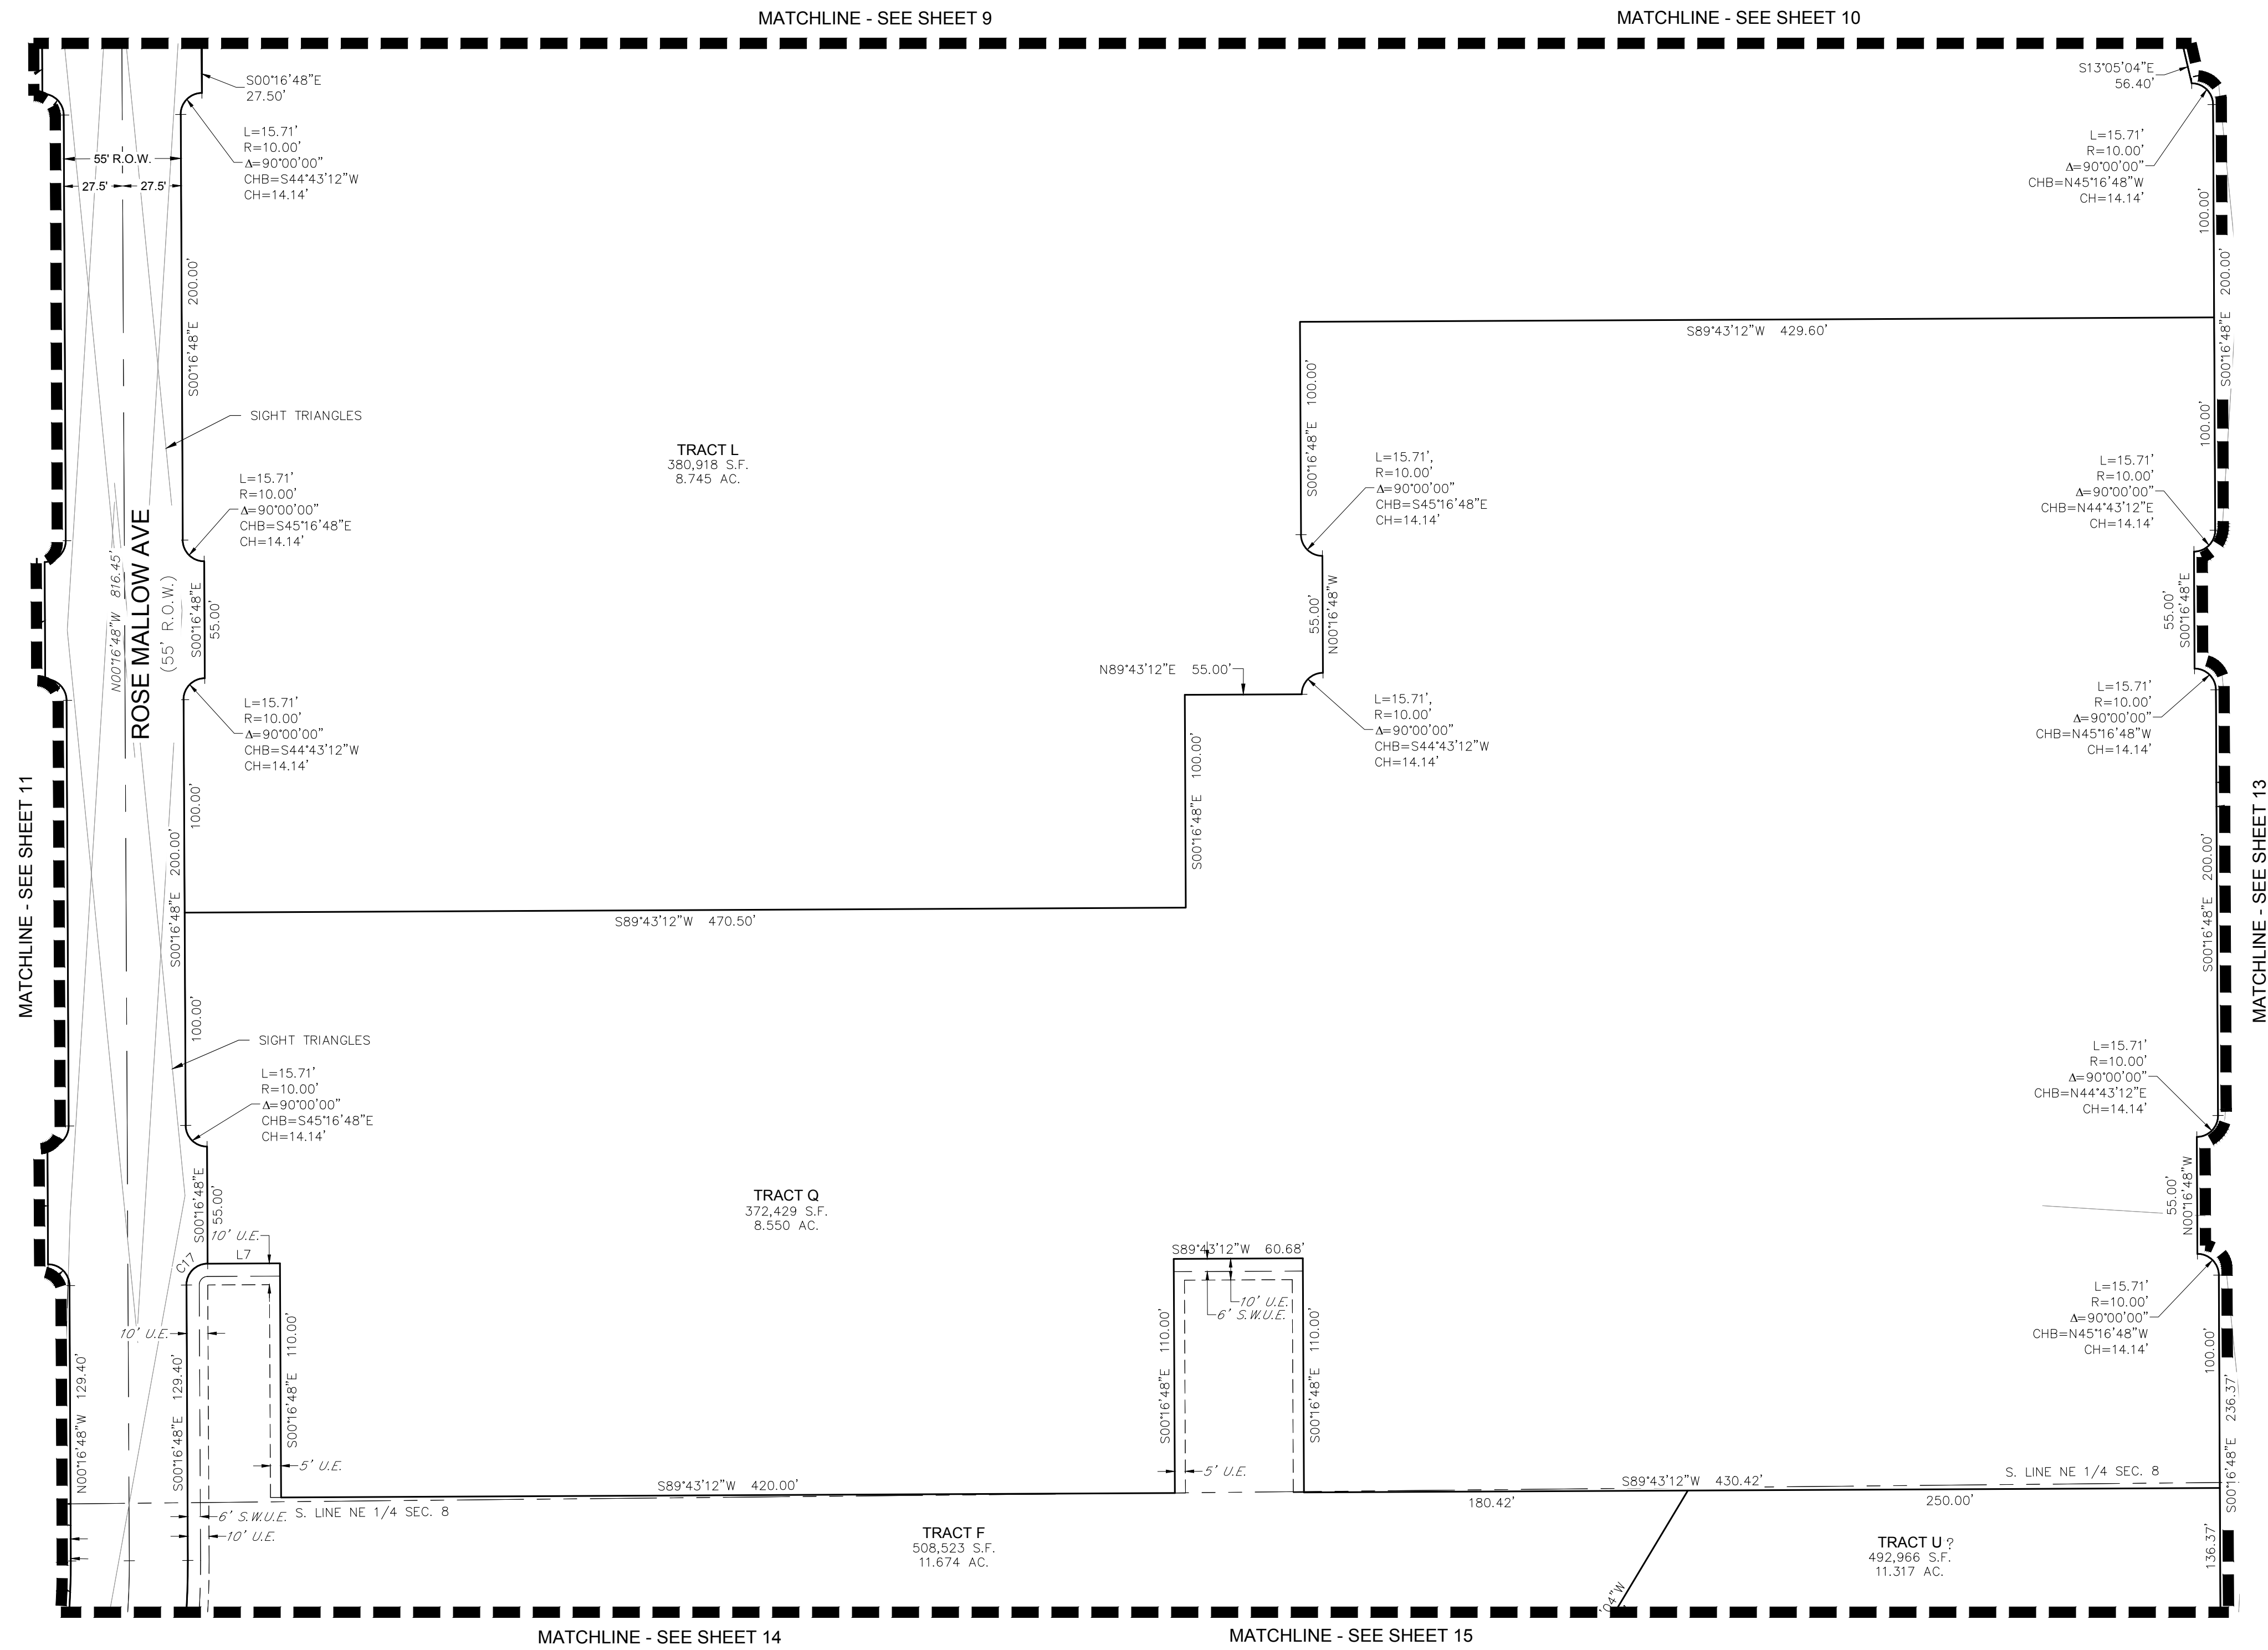 MATCHLINE - SEE SHEET 9
MATCHLINE - SEE SHEET 10
S00°16'48"E
27.50'
L=15.71'
R=10.00'
Δ=90°00'00"
CHB=S44°43'12"W
CH=14.14'
55' R.O.W.
27.5'
27.5'
S00°16'48"E 200.00'
SIGHT TRIANGLES
L=15.71'
R=10.00'
Δ=90°00'00"
CHB=S45°16'48"E
CH=14.14'
N00°16'48"W 816.45'
ROSE MALLOW AVE
(55' R.O.W.)
S00°16'48"E
55.00'
L=15.71'
R=10.00'
Δ=90°00'00"
CHB=S44°43'12"W
CH=14.14'
100.00'
S00°16'48"E 200.00'
100.00'
MATCHLINE - SEE SHEET 11
TRACT L
380,918 S.F.
8.745 AC.
S13°05'04"E
56.40'
L=15.71'
R=10.00'
Δ=90°00'00"
CHB=N45°16'48"W
CH=14.14'
100.00'
S00°16'48"E 200.00'
S89°43'12"W 429.60'
100.00'
S00°16'48"E 100.00'
L=15.71',
R=10.00'
Δ=90°00'00"
CHB=S45°16'48"E
CH=14.14'
55.00'
N00°16'48"W
N89°43'12"E 55.00'
L=15.71',
R=10.00'
Δ=90°00'00"
CHB=S44°43'12"W
CH=14.14'
S00°16'48"E 100.00'
L=15.71'
R=10.00'
Δ=90°00'00"
CHB=N44°43'12"E
CH=14.14'
55.00'
S00°16'48"E
L=15.71'
R=10.00'
Δ=90°00'00"
CHB=N45°16'48"W
CH=14.14'
S00°16'48"E 200.00'
MATCHLINE - SEE SHEET 13
S89°43'12"W 470.50'
SIGHT TRIANGLES
L=15.71'
R=10.00'
Δ=90°00'00"
CHB=S45°16'48"E
CH=14.14'
S00°16'48"E
55.00'
TRACT Q
372,429 S.F.
8.550 AC.
L=15.71'
R=10.00'
Δ=90°00'00"
CHB=N44°43'12"E
CH=14.14'
55.00'
N00°16'48"W
L=15.71'
R=10.00'
Δ=90°00'00"
CHB=N45°16'48"W
CH=14.14'
100.00'
S00°16'48"E 236.37'
136.37'
10' U.E.
L7
C17
10' U.E.
N00°16'48"W 129.40'
S00°16'48"E 129.40'
S00°16'48"E 110.00'
5' U.E.
6' S.W.U.E.
10' U.E.
S. LINE NE 1/4 SEC. 8
S89°43'12"W 420.00'
S89°43'12"W 60.68'
10' U.E.
6' S.W.U.E.
S00°16'48"E 110.00'
S00°16'48"E 110.00'
5' U.E.
S89°43'12"W 430.42'
180.42'
250.00'
S. LINE NE 1/4 SEC. 8
TRACT F
508,523 S.F.
11.674 AC.
TRACT U ?
492,966 S.F.
11.317 AC.
'04"W
MATCHLINE - SEE SHEET 14
MATCHLINE - SEE SHEET 15